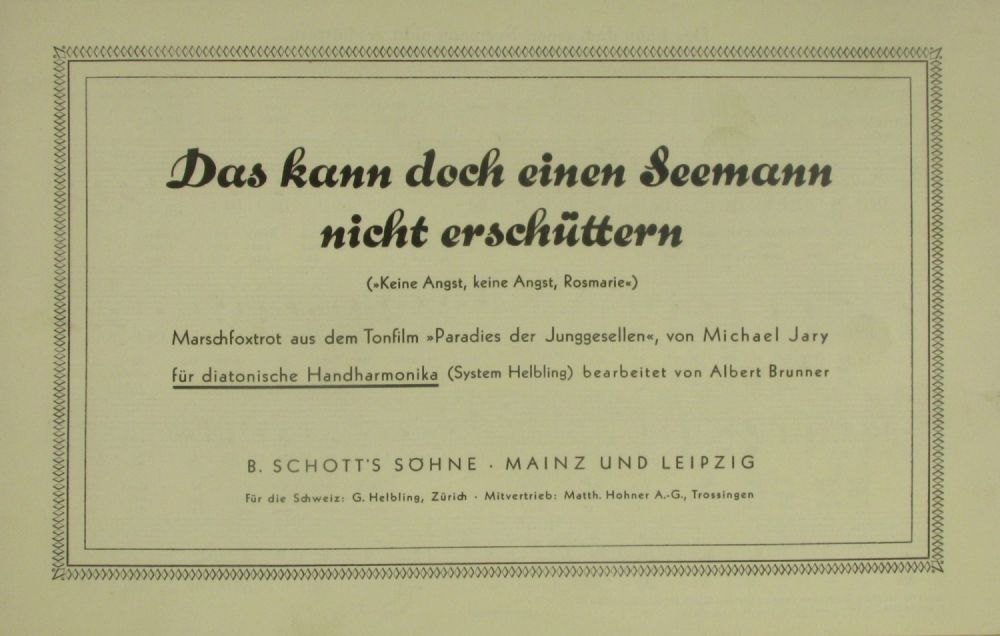 Das kann doch einen Seemann
nicht erschüttern
(»Keine Angst, keine Angst, Rosmarie«)
Marschfoxtrot aus dem Tonfilm »Paradies der Junggesellen«, von Michael Jary
für diatonische Handharmonika (System Helbling) bearbeitet von Albert Brunner
B. SCHOTT'S SÖHNE · MAINZ UND LEIPZIG
Für die Schweiz: G. Helbling, Zürich · Mitvertrieb: Matth. Hohner A.-G., Trossingen